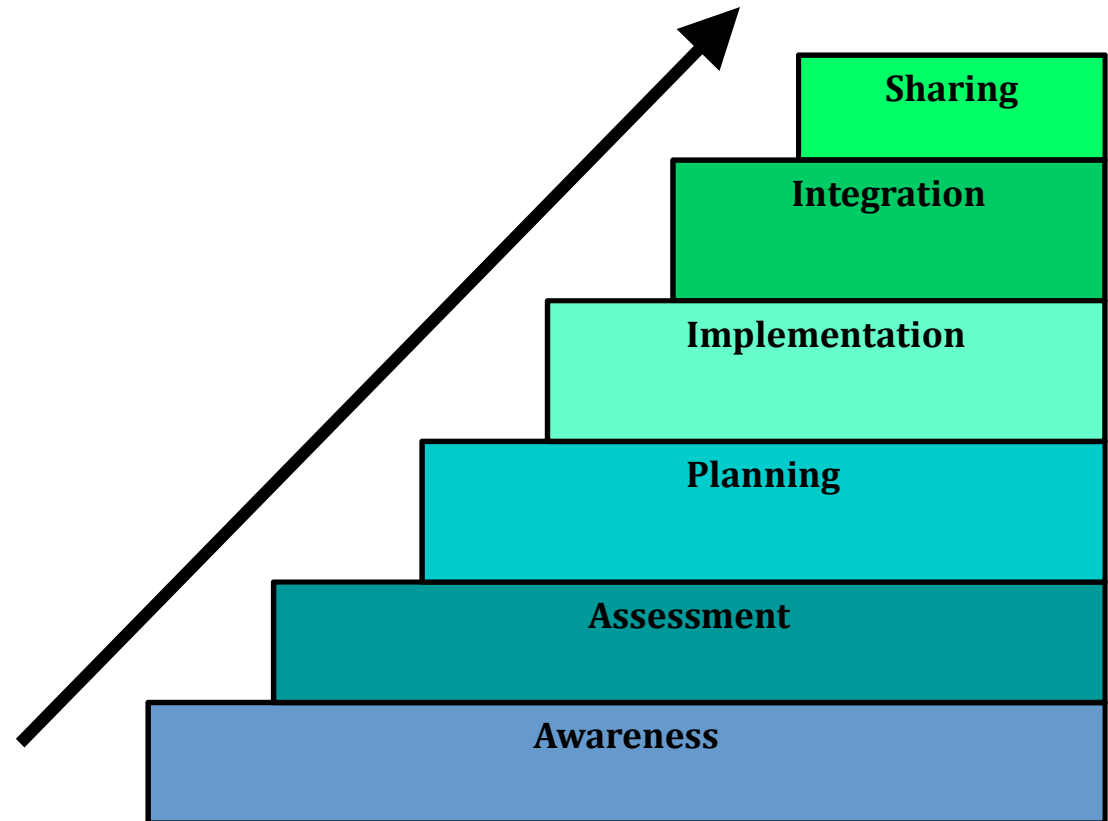 Sharing
Integration
Implementation
Planning
Assessment
Awareness